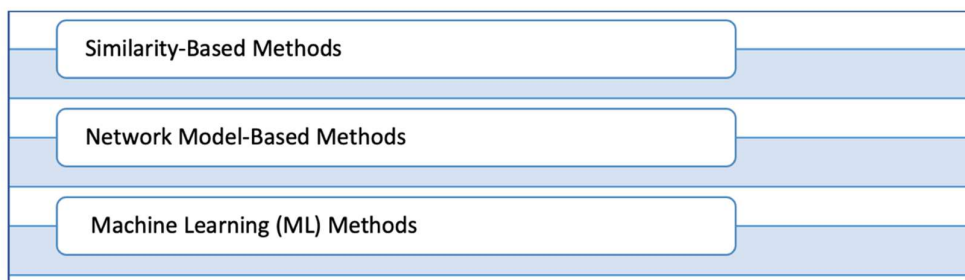 Similarity-Based Methods
Network Model-Based Methods
Machine Learning (ML) Methods